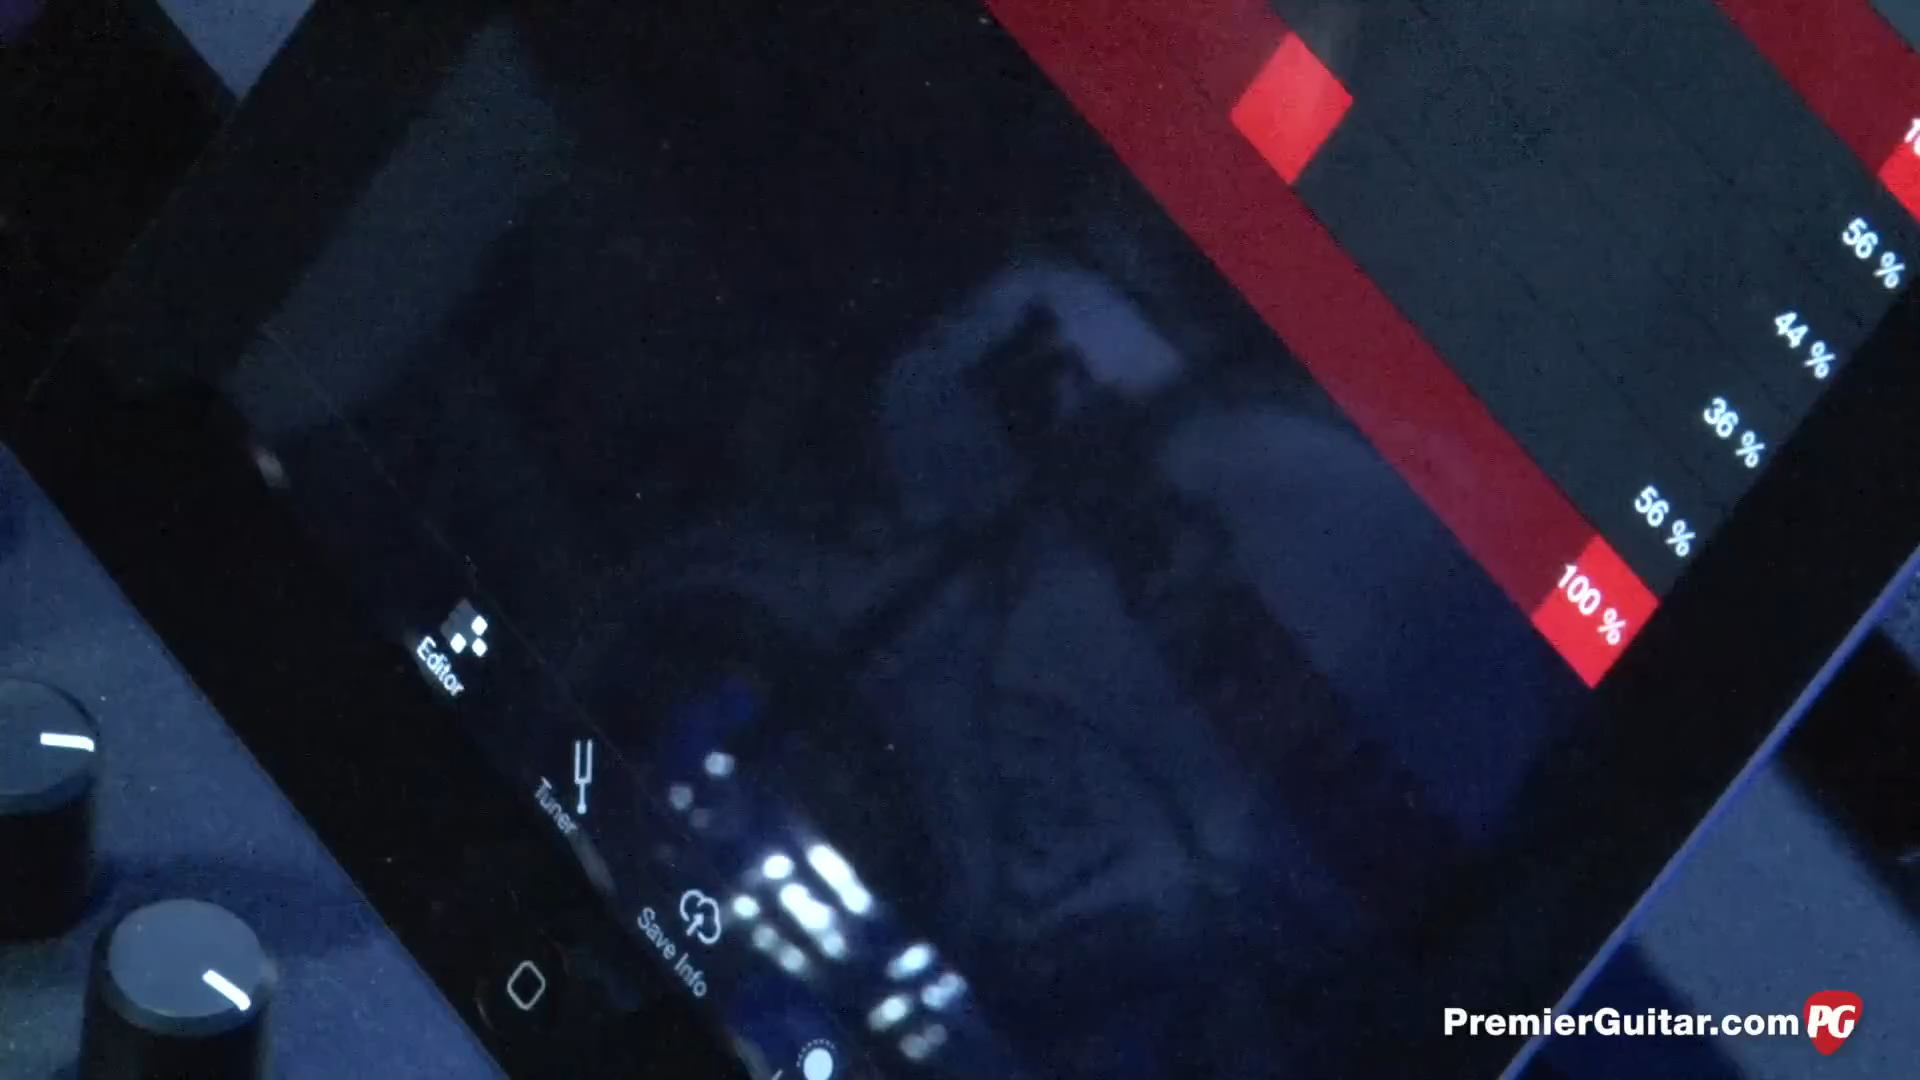 56 %
44 %
36 %
56 %
100 %
Editor
Tuner
Save Info
PremierGuitar.com PG